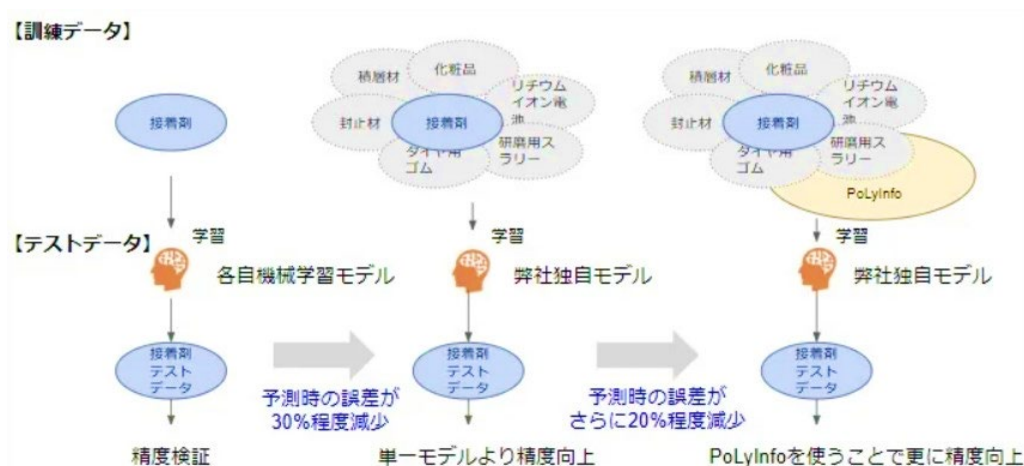 【訓練データ】
積層材
化粧品
リチウム
イオン電
池
封止材
接着剤
研磨用ス
ラリー
タイヤ用
ゴム
積層材
化粧品
リチウム
イオン電
池
封止材
接着剤
研磨用ス
ラリー
タイヤ用
ゴム
PoLyInfo
接着剤
【テストデータ】
学習
各自機械学習モデル
学習
弊社独自モデル
学習
弊社独自モデル
接着剤
テスト
データ
予測時の誤差が
30%程度減少
接着剤
テスト
データ
予測時の誤差が
さらに20%程度減少
接着剤
テスト
データ
精度検証
単一モデルより精度向上
PoLyInfoを使うことで更に精度向上